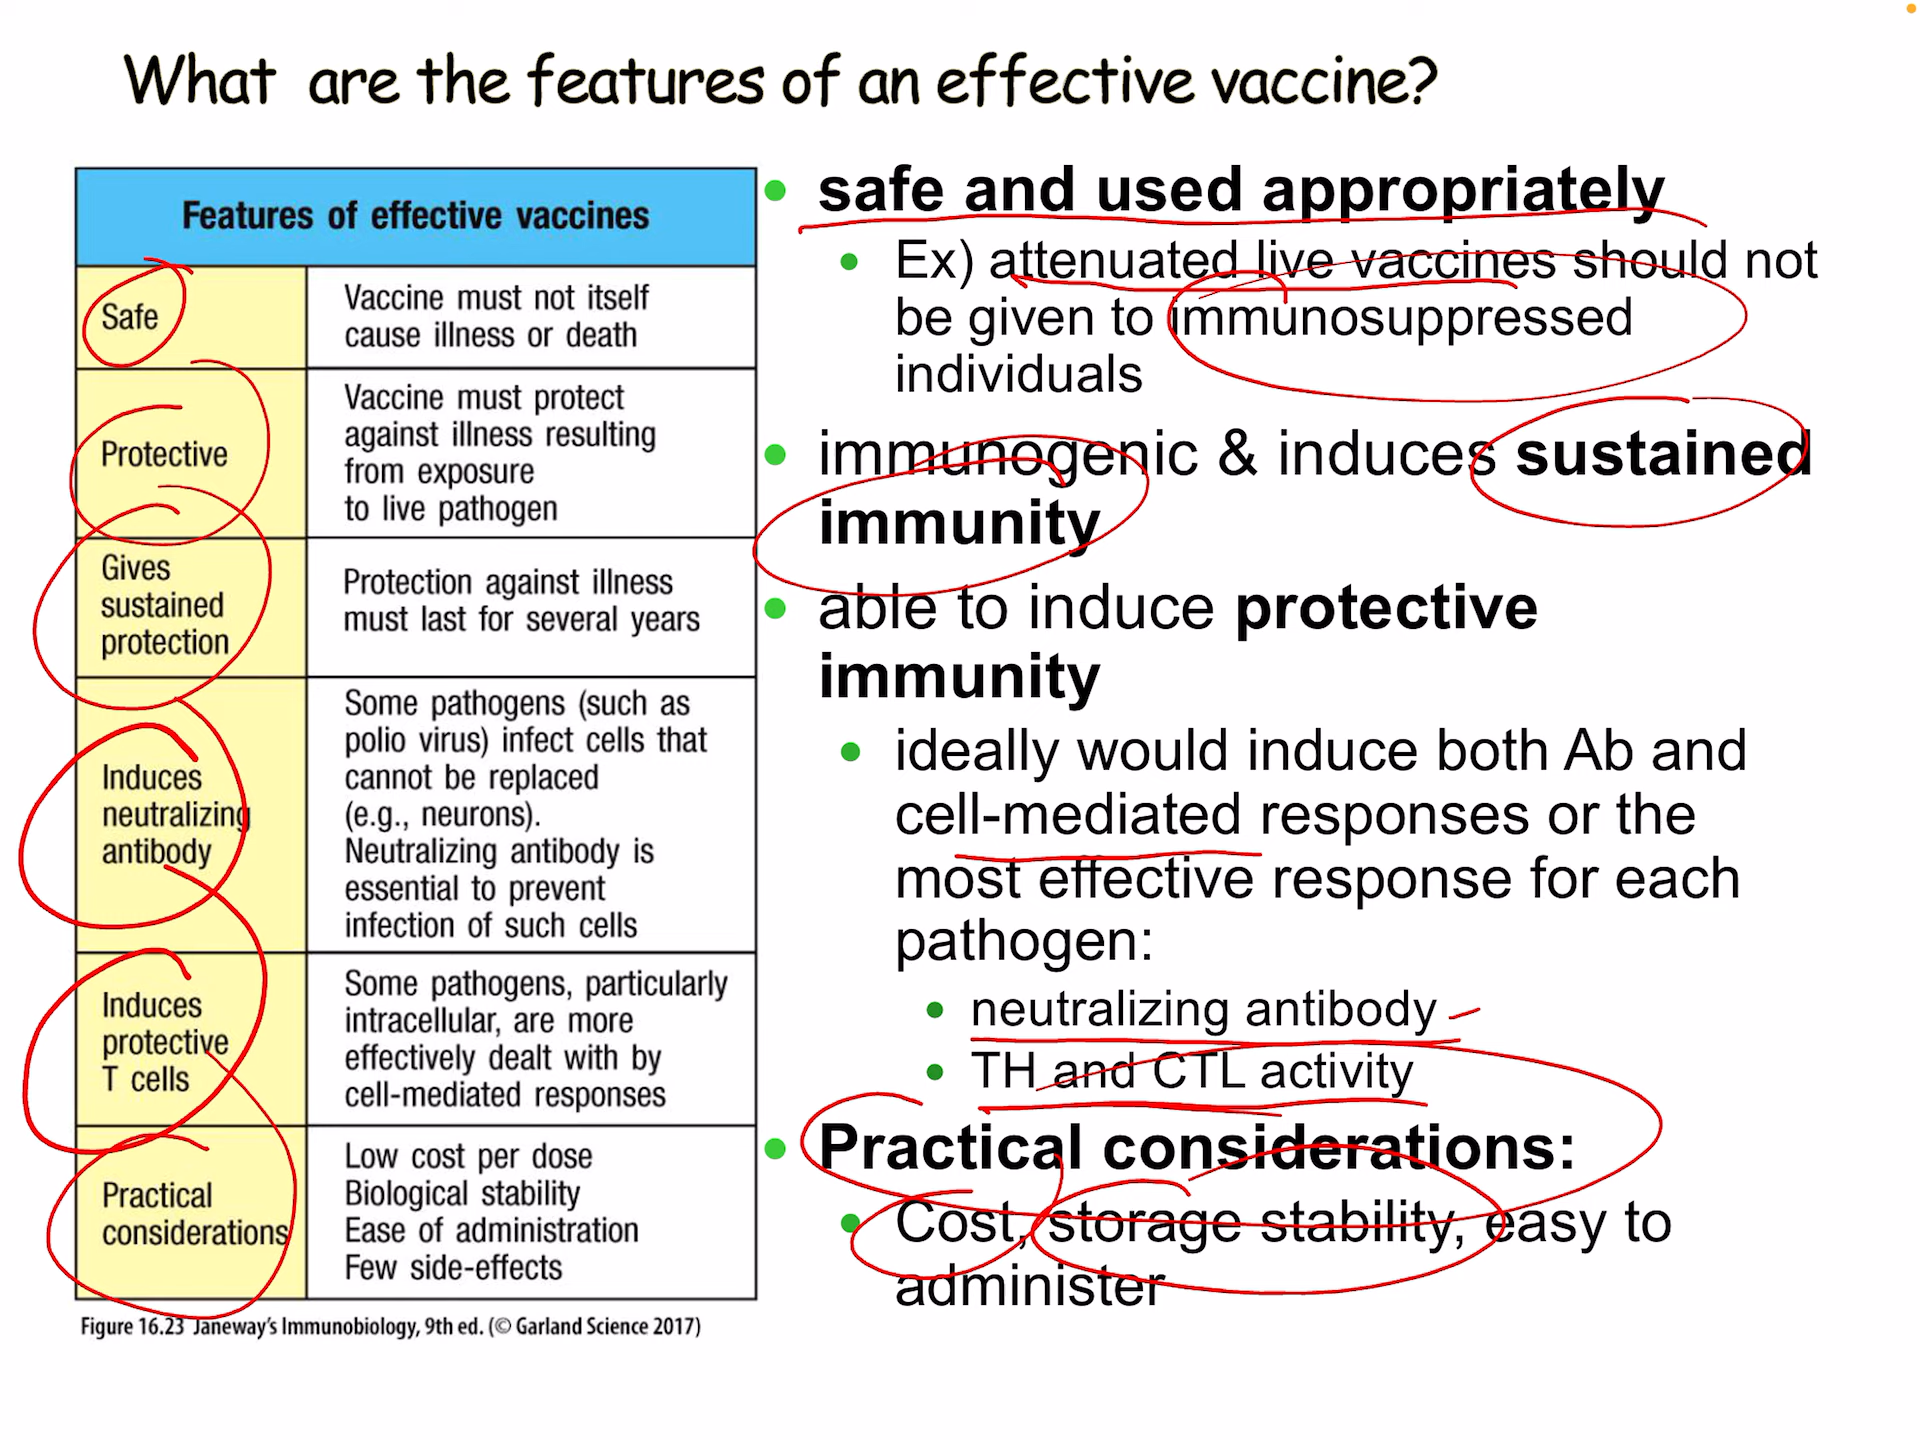 What are the features of an effective vaccine?
Features of effective vaccines
Safe
Vaccine must not itself
cause illness or death
Protective
Vaccine must protect
against illness resulting
from exposure
to live pathogen
Gives
sustained
protection
Protection against illness
must last for several years
Induces
neutralizing
antibody
Some pathogens (such as
polio virus) infect cells that
cannot be replaced
(e.g., neurons).
Neutralizing antibody is
essential to prevent
infection of such cells
Induces
protective
T cells
Some pathogens, particularly
intracellular, are more
effectively dealt with by
cell-mediated responses
Practical
considerations
Low cost per dose
Biological stability
Ease of administration
Few side-effects
Figure 16.23 Janeway's Immunobiology, 9th ed. (© Garland Science 2017)
• safe and used appropriately
• Ex) attenuated live vaccines should not
be given to immunosuppressed
individuals
• immunogenic & induces sustained
immunity
• able to induce protective
immunity
• ideally would induce both Ab and
cell-mediated responses or the
most effective response for each
pathogen:
• neutralizing antibody
• TH and CTL activity
• Practical considerations:
• Cost, storage stability, easy to
administer